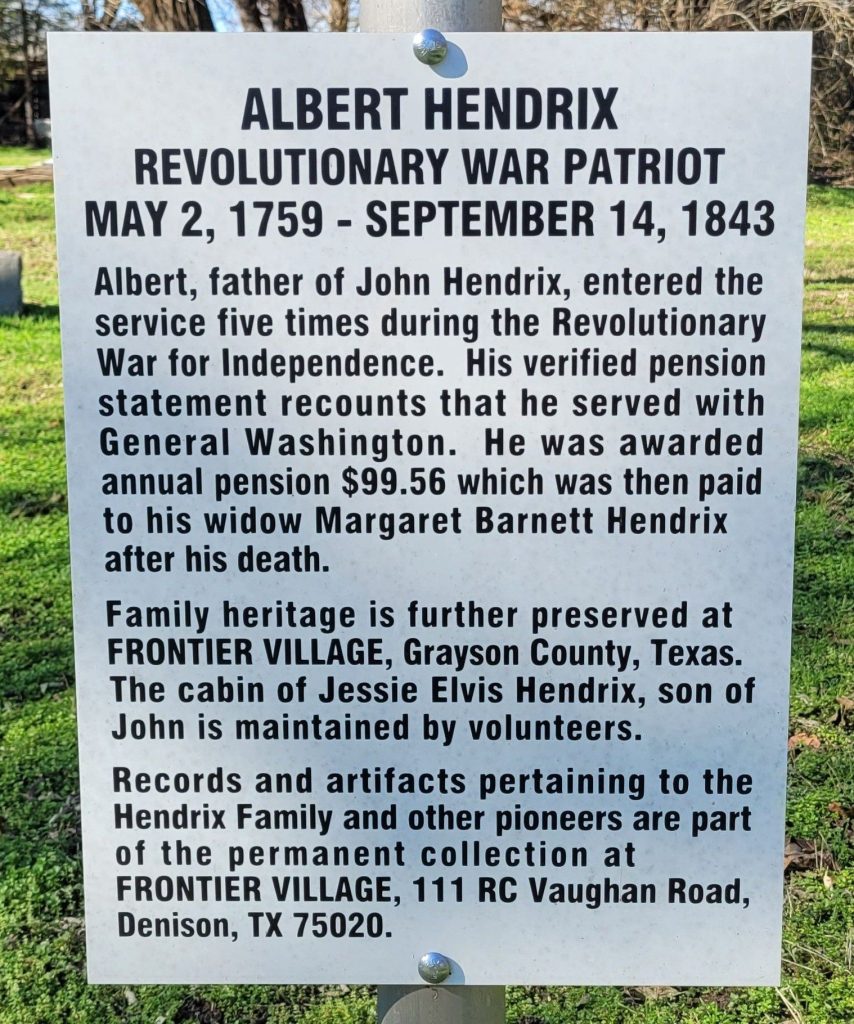 ALBERT HENDRIX
REVOLUTIONARY WAR PATRIOT
MAY 2, 1759 - SEPTEMBER 14, 1843
Albert, father of John Hendrix, entered the
service five times during the Revolutionary
War for Independence. His verified pension
statement recounts that he served with
General Washington. He was awarded
annual pension $99.56 which was then paid
to his widow Margaret Barnett Hendrix
after his death.
Family heritage is further preserved at
FRONTIER VILLAGE, Grayson County, Texas.
The cabin of Jessie Elvis Hendrix, son of
John is maintained by volunteers.
Records and artifacts pertaining to the
Hendrix Family and other pioneers are part
of the permanent collection at
FRONTIER VILLAGE, 111 RC Vaughan Road,
Denison, TX 75020.